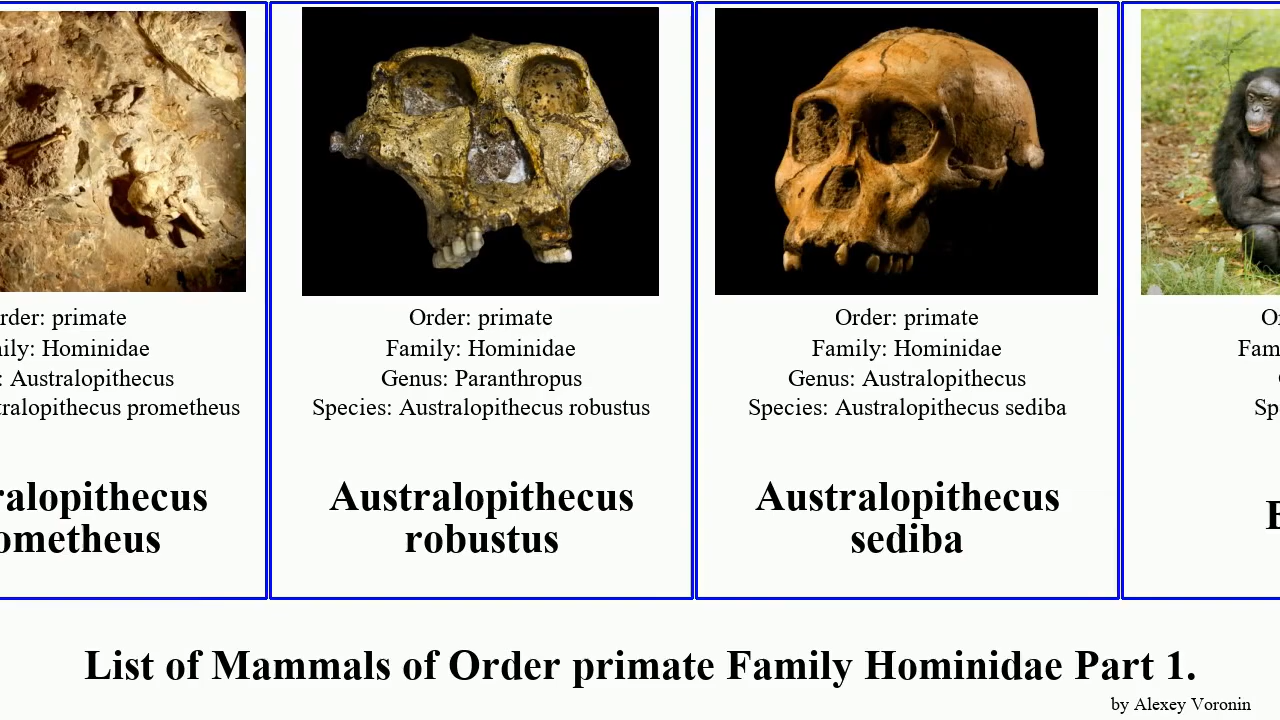 rder: primate
ily: Hominidae
: Australopithecus
tralopithecus prometheus
ralopithecus
ometheus
Order: primate
Family: Hominidae
Genus: Paranthropus
Species: Australopithecus robustus
Australopithecus
robustus
Order: primate
Family: Hominidae
Genus: Australopithecus
Species: Australopithecus sediba
Australopithecus
sediba
Fam
Sp
List of Mammals of Order primate Family Hominidae Part 1.
by Alexey Voronin